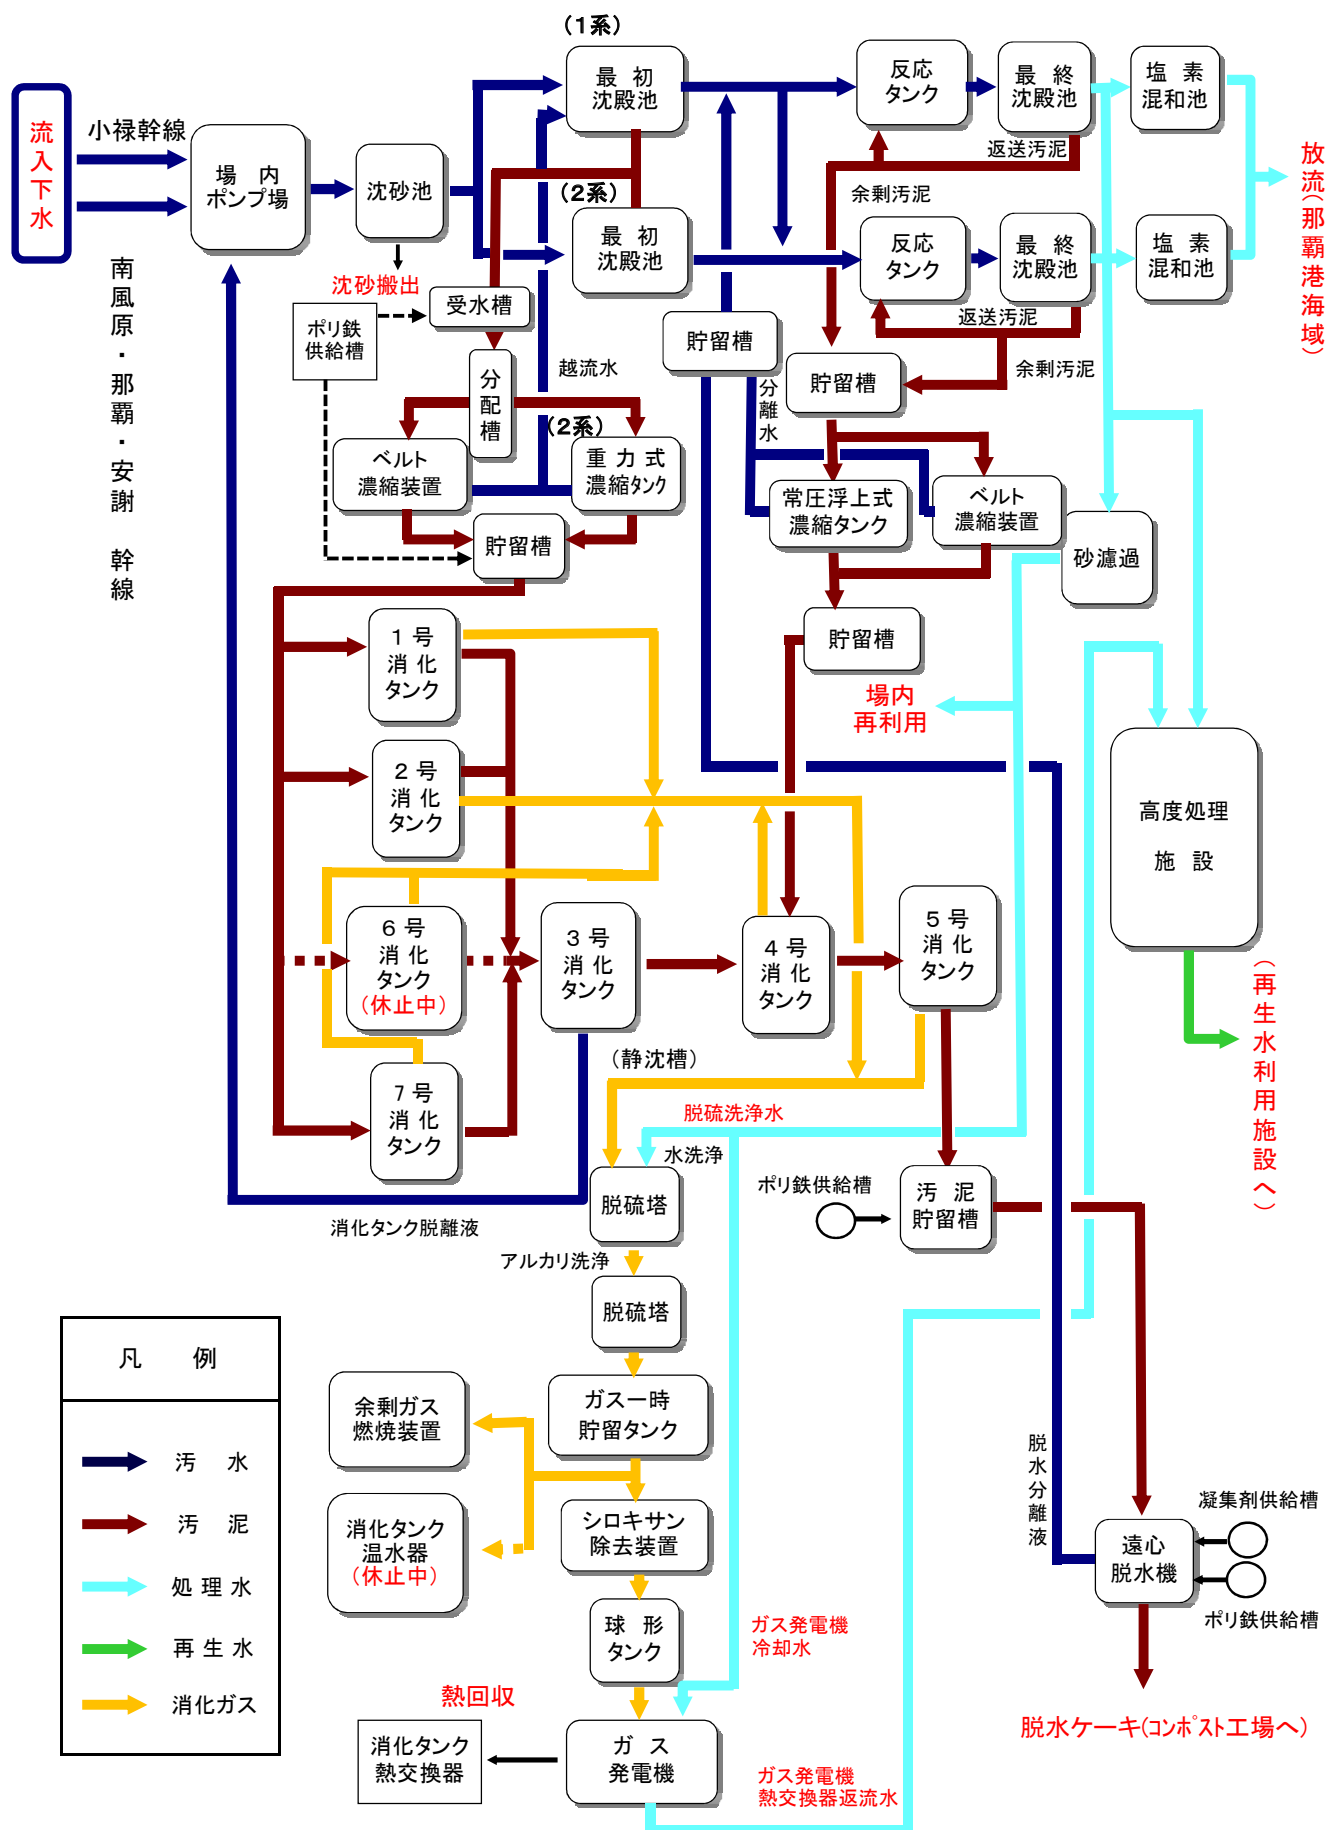 (1系)
流入下水
小禄幹線
南風原・那覇・安謝 幹線
場 内
ポンプ場
沈砂池
沈砂搬出
最 初
沈殿池
(2系)
最 初
沈殿池
反応
タンク
最 終
沈殿池
塩 素
混和池
返送汚泥
余剰汚泥
反応
タンク
最 終
沈殿池
塩 素
混和池
返送汚泥
余剰汚泥
放流(那覇港海域)
受水槽
ポリ鉄
供給槽
分配槽
越流水
(2系)
ベルト
濃縮装置
重 力 式
濃縮タンク
貯留槽
貯留槽
分離水
貯留槽
常圧浮上式
濃縮タンク
ベルト
濃縮装置
砂濾過
貯留槽
場内
再利用
1 号
消 化
タンク
2 号
消 化
タンク
6 号
消 化
タンク
(休止中)
7 号
消 化
タンク
3 号
消 化
タンク
4 号
消 化
タンク
5 号
消 化
タンク
(静沈槽)
高度処理
施 設
(再生水利用施設へ)
脱硫洗浄水
水洗浄
脱硫塔
消化タンク脱離液
アルカリ洗浄
脱硫塔
ポリ鉄供給槽
汚 泥
貯留槽
ガス一時
貯留タンク
余剰ガス
燃焼装置
消化タンク
温水器
(休止中)
シロキサン
除去装置
球 形
タンク
熱回収
消化タンク
熱交換器
ガ ス
発電機
ガス発電機
冷却水
ガス発電機
熱交換器返流水
脱水分離液
凝集剤供給槽
遠心
脱水機
ポリ鉄供給槽
脱水ケーキ(コンポスト工場へ)
凡 例
汚 水
汚 泥
処 理 水
再 生 水
消化ガス